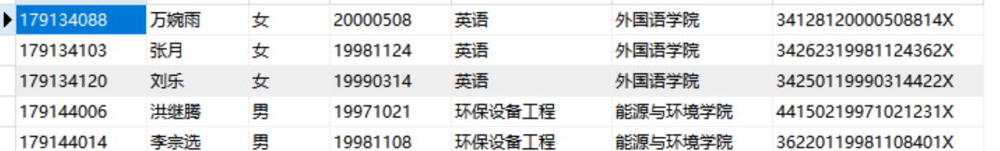 179134088 万婉雨 女 20000508 英语 外国语学院 34128120000508814X
179134103 张月 女 19981124 英语 外国语学院 34262319981124362X
179134120 刘乐 女 19990314 英语 外国语学院 34250119990314422X
179144006 洪继腾 男 19971021 环保设备工程 能源与环境学院 44150219971021231X
179144014 李宗选 男 19981108 环保设备工程 能源与环境学院 36220119981108401X